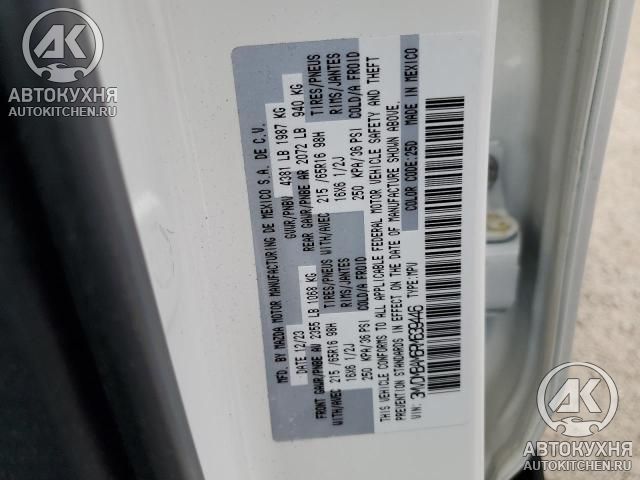 АК
АВТОКУХНЯ
AUTOKITCHEN.RU
MFD. BY MAZDA MOTOR MANUFACTURING DE MEXICO S.A. DE C.V.
DATE 12/23
GVWR/PNBV 4381 LB 1987 KG
FRONT GAWR/PNBE AV 2355 LB 1068 KG
REAR GAWR/PNBE AR 2072 LB 940 KG
WITH/AVEC
TIRES/PNEUS
215 /65R16 98H
RIMS/JANTES
16X6 1/2J
COLD/A FROID
250 KPA/36 PSI
WITH/AVEC
TIRES/PNEUS
215 /65R16 98H
RIMS/JANTES
16X6 1/2J
COLD/A FROID
250 KPA/36 PSI
THIS VEHICLE CONFORMS TO ALL APPLICABLE FEDERAL MOTOR VEHICLE SAFETY AND THEFT
PREVENTION STANDARDS IN EFFECT ON THE DATE OF MANUFACTURE SHOWN ABOVE.
VIN:
TYPE:MPV
COLOR CODE:25D
MADE IN MEXICO
АК
АВТОКУХНЯ
AUTOKITCHEN.RU